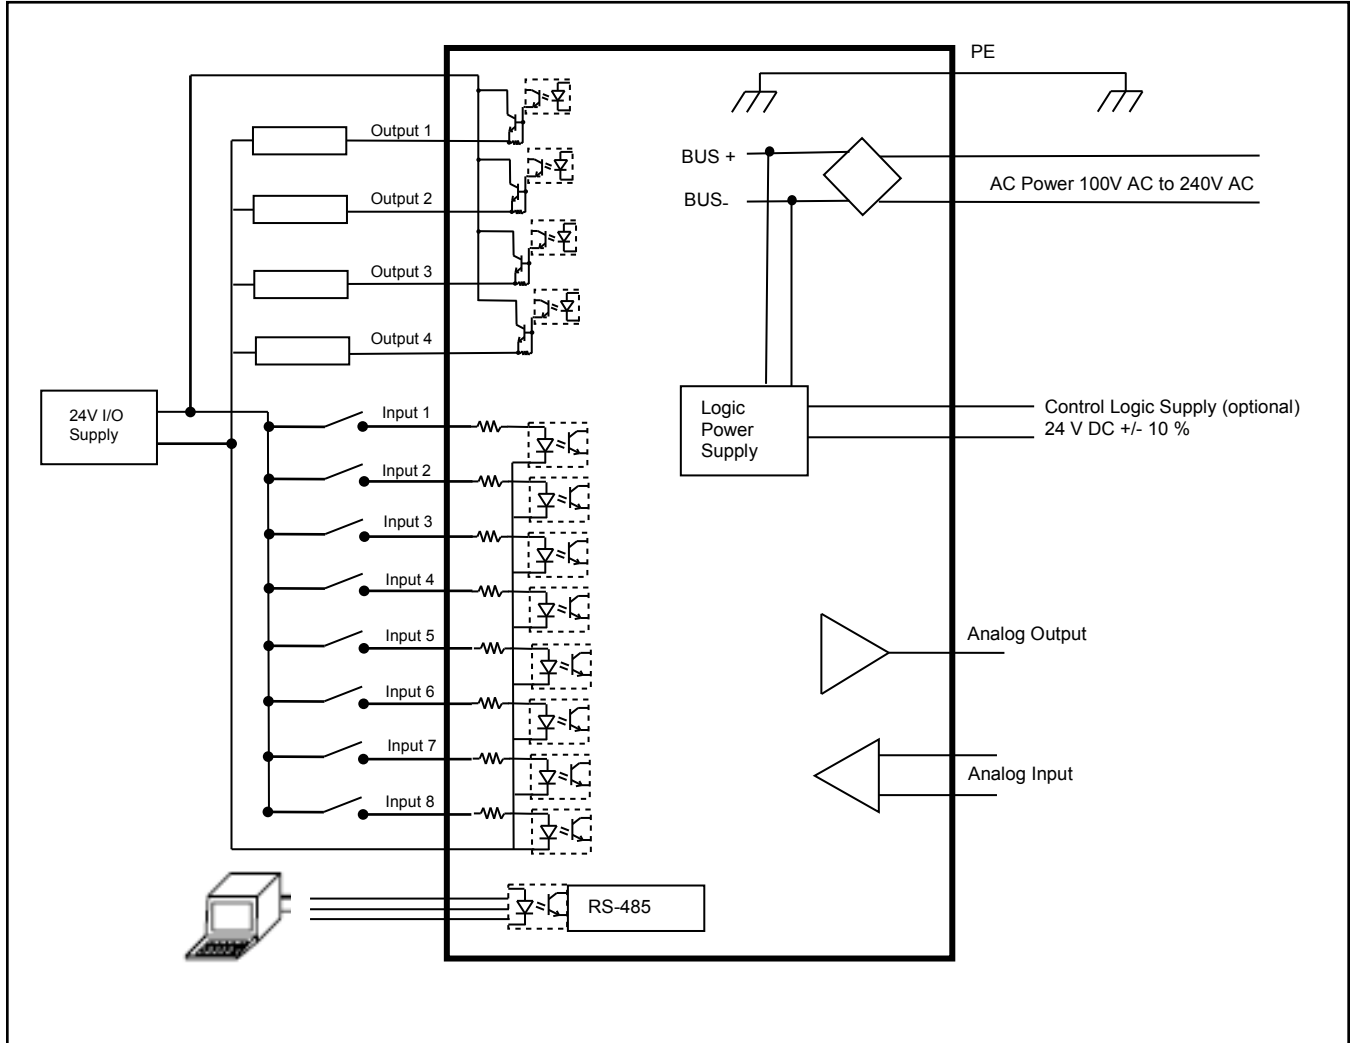 PE
Output 1
Output 2
Output 3
Output 4
BUS +
BUS-
AC Power 100V AC to 240V AC
24V I/O
Supply
Input 1
Input 2
Input 3
Input 4
Input 5
Input 6
Input 7
Input 8
Logic
Power
Supply
Control Logic Supply (optional)
24 V DC +/- 10 %
Analog Output
Analog Input
RS-485